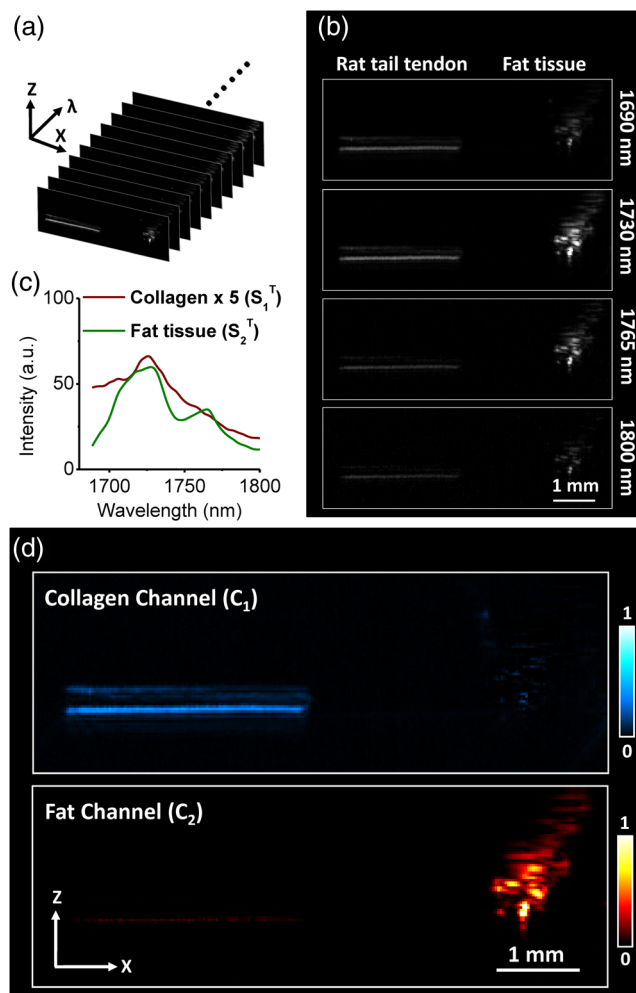 (a)
Z
λ
X
(b)
Rat tail tendon Fat tissue
1690 nm
1730 nm
1765 nm
1800 nm
1 mm
(c)
100
50
0
Intensity (a.u.)
Collagen x 5 (S₁ᵀ)
Fat tissue (S₂ᵀ)
1700 1750 1800
Wavelength (nm)
(d)
Collagen Channel (C₁)
1
0
Fat Channel (C₂)
Z
X
1 mm
1
0